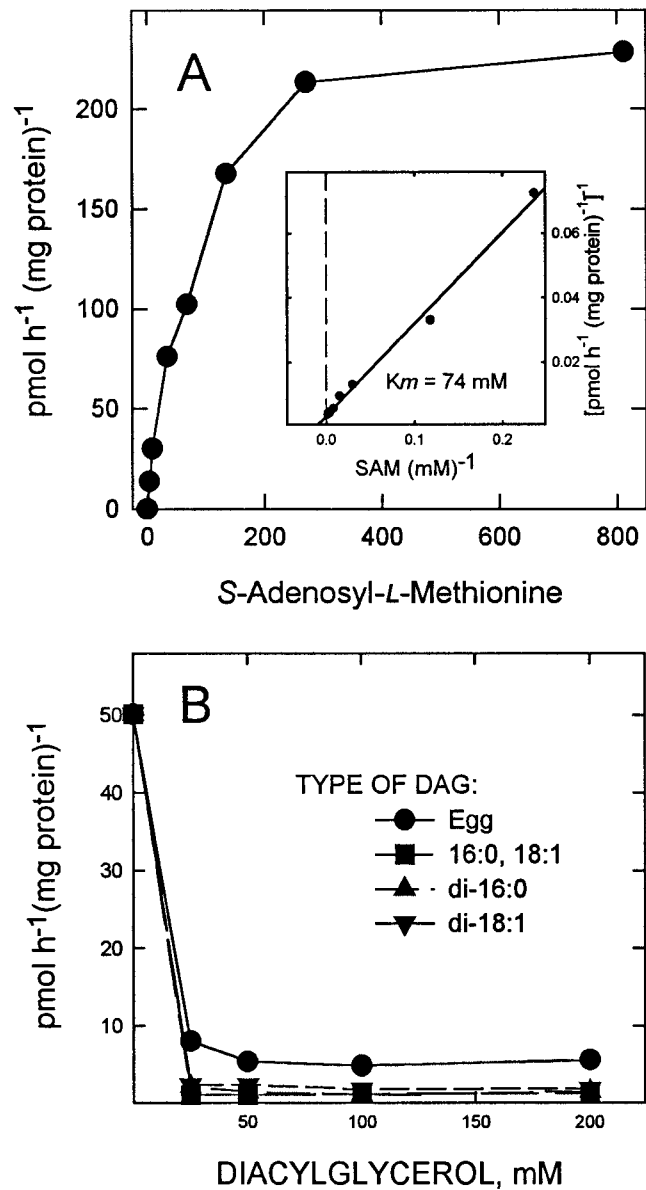 A
pmol h-1 (mg protein)-1
200
150
100
50
0
0 200 400 600 800
S-Adenosyl-L-Methionine
[pmol h-1 (mg protein)-1]-1
0.06
0.04
0.02
Km = 74 mM
0.0 0.1 0.2
SAM (mM)-1
B
pmol h-1(mg protein)-1
50
40
30
20
10
TYPE OF DAG:
Egg
16:0, 18:1
di-16:0
di-18:1
50 100 150 200
DIACYLGLYCEROL, mM